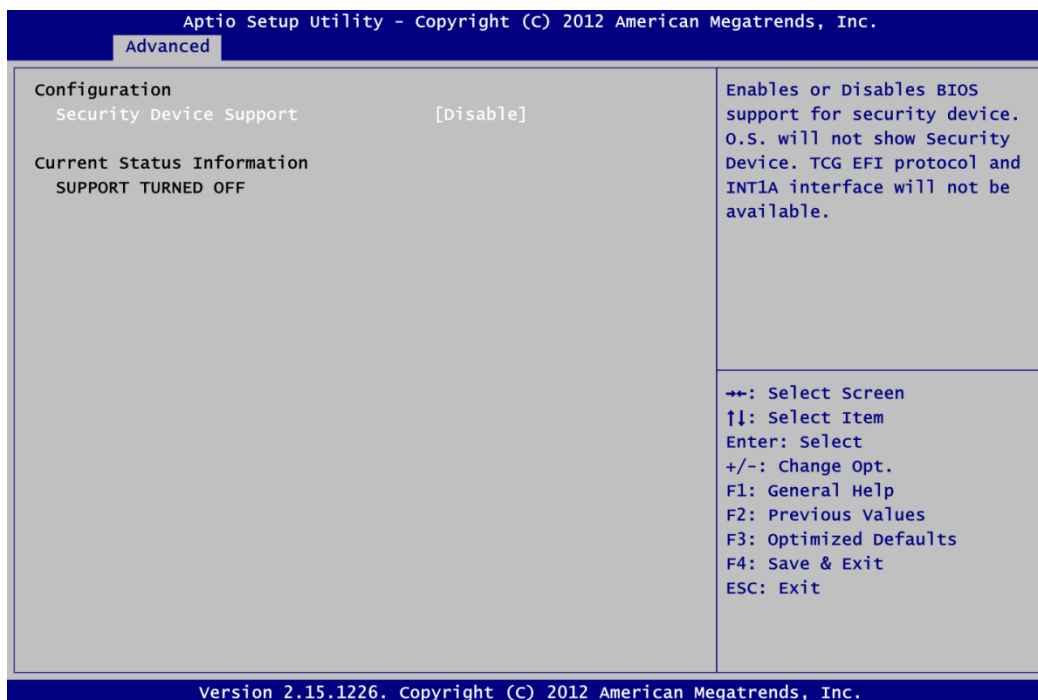 Aptio Setup Utility - Copyright (C) 2012 American Megatrends, Inc.
Advanced
Configuration
Security Device Support [Disable]
Current Status Information
SUPPORT TURNED OFF
Enables or Disables BIOS
support for security device.
O.S. will not show Security
Device. TCG EFI protocol and
INT1A interface will not be
available.
→←: Select Screen
↑↓: Select Item
Enter: Select
+/-: Change Opt.
F1: General Help
F2: Previous Values
F3: Optimized Defaults
F4: Save & Exit
ESC: Exit
Version 2.15.1226. Copyright (C) 2012 American Megatrends, Inc.